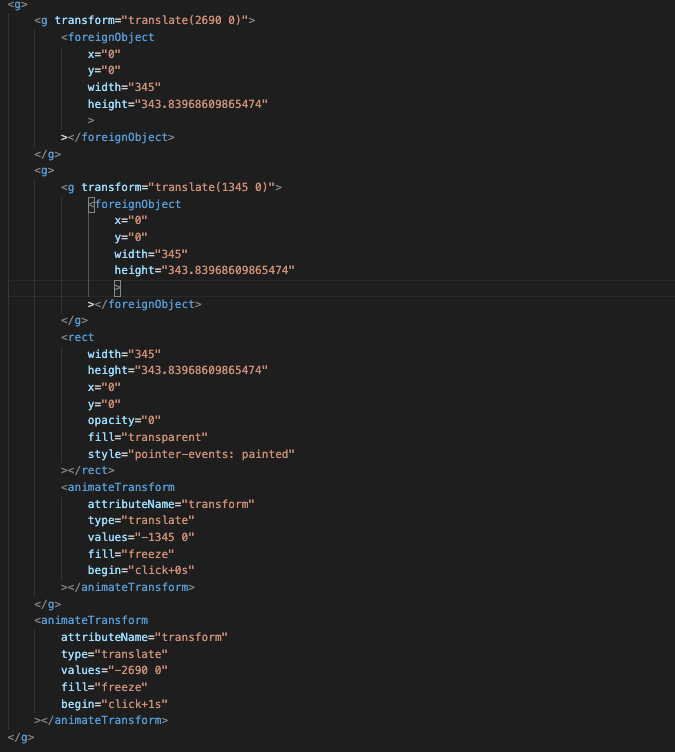 <g>
<g transform="translate(2690 0)">
<foreignObject
x="0"
y="0"
width="345"
height="343.83968609865474"
>
></foreignObject>
</g>
<g>
<g transform="translate(1345 0)">
<foreignObject
x="0"
y="0"
width="345"
height="343.83968609865474"
>
></foreignObject>
</g>
<rect
width="345"
height="343.83968609865474"
x="0"
y="0"
opacity="0"
fill="transparent"
style="pointer-events: painted"
></rect>
<animateTransform
attributeName="transform"
type="translate"
values="-1345 0"
fill="freeze"
begin="click+0s"
></animateTransform>
</g>
<animateTransform
attributeName="transform"
type="translate"
values="-2690 0"
fill="freeze"
begin="click+1s"
></animateTransform>
</g>